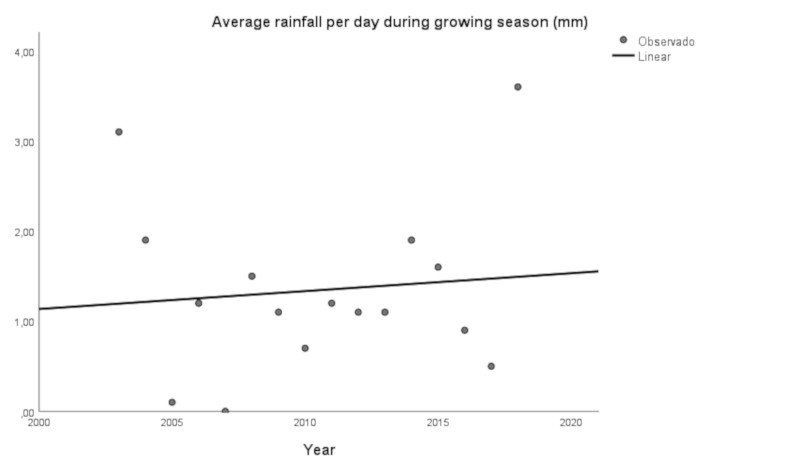 Average rainfall per day during growing season (mm)
Observado
Linear
4,00
3,00
2,00
1,00
,00
2000 2005 2010 2015 2020
Year